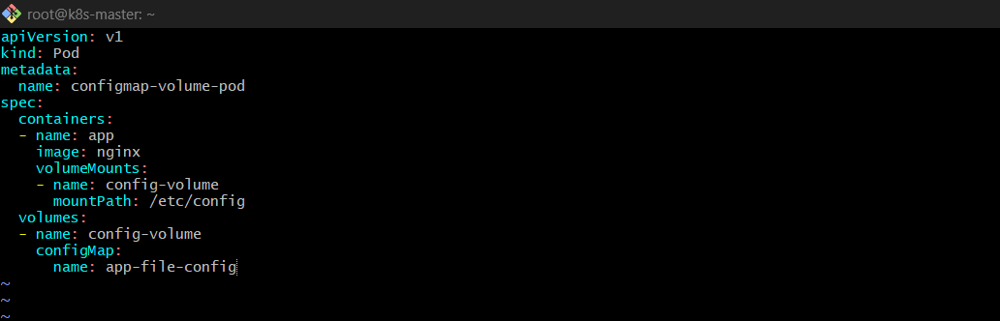 root@k8s-master: ~
apiVersion: v1
kind: Pod
metadata:
  name: configmap-volume-pod
spec:
  containers:
  - name: app
    image: nginx
    volumeMounts:
    - name: config-volume
      mountPath: /etc/config
  volumes:
  - name: config-volume
    configMap:
      name: app-file-config
~
~
~